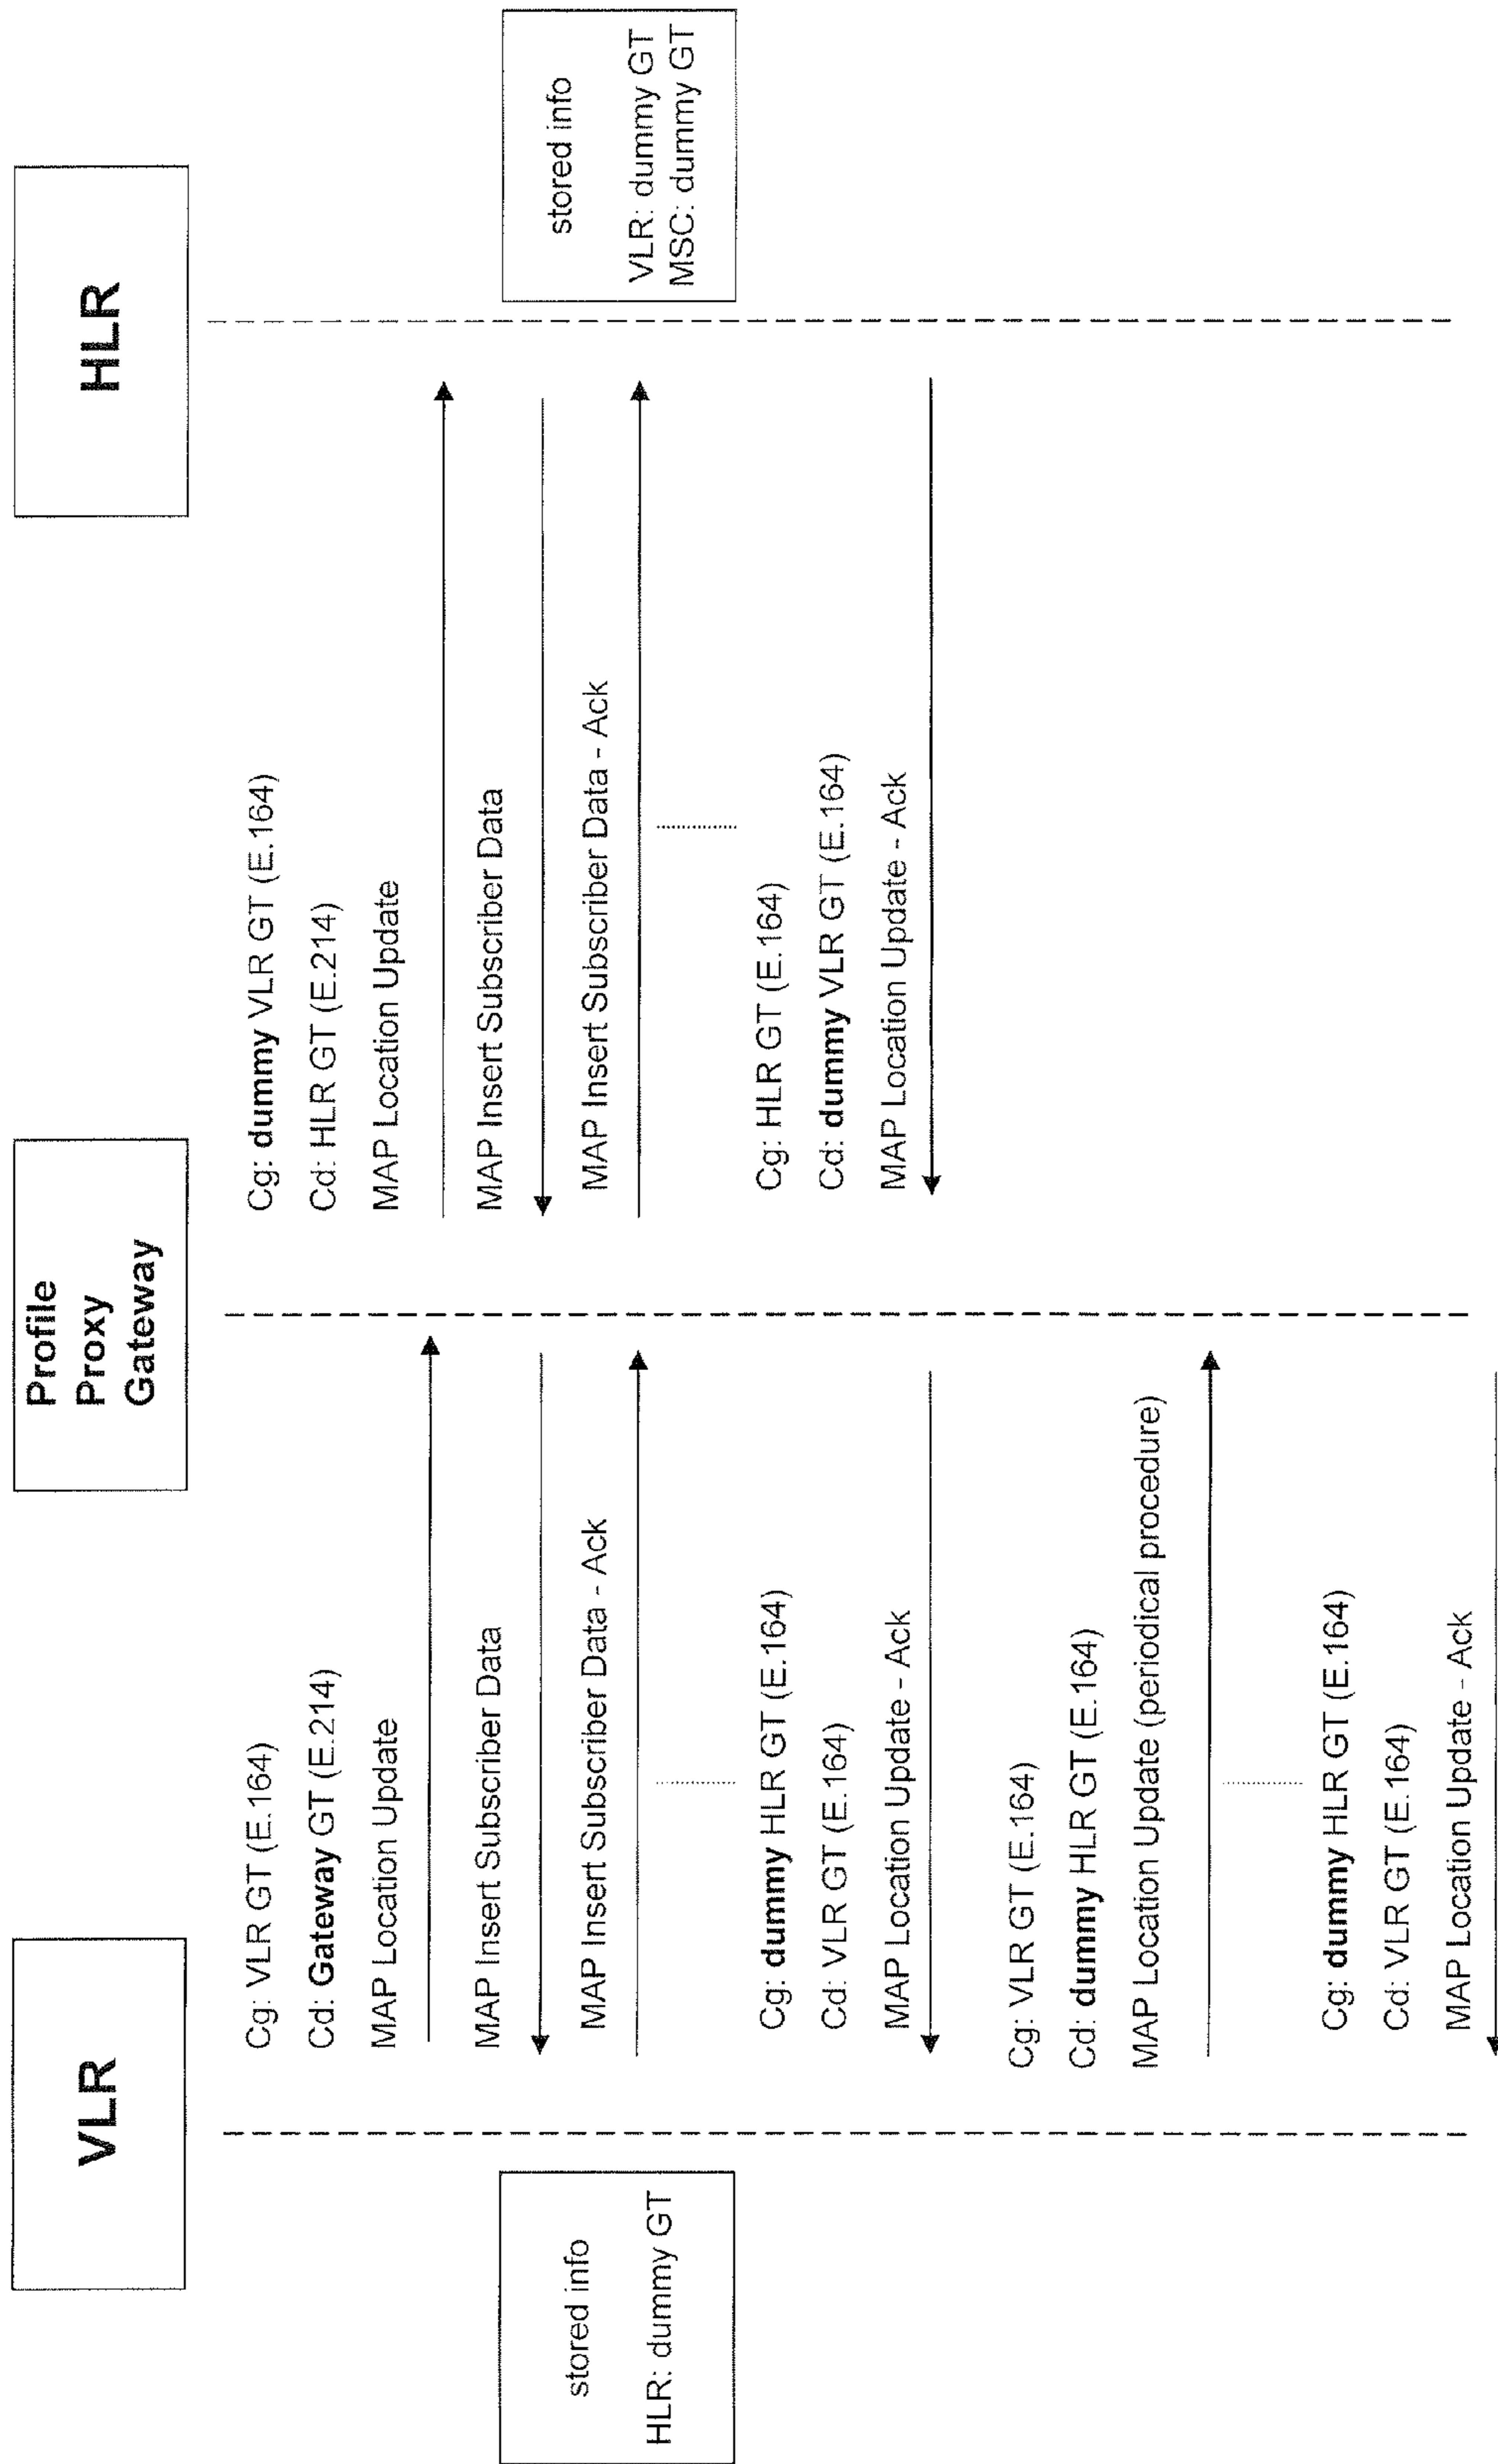 VLR
Profile
Proxy
Gateway
HLR
Cg: VLR GT (E.164)
Cd: Gateway GT (E.214)
MAP Location Update
Cg: dummy VLR GT (E.164)
Cd: HLR GT (E.214)
MAP Location Update
MAP Insert Subscriber Data
MAP Insert Subscriber Data
MAP Insert Subscriber Data - Ack
MAP Insert Subscriber Data - Ack
stored info
HLR: dummy GT
stored info
VLR: dummy GT
MSC: dummy GT
Cg: dummy HLR GT (E.164)
Cd: VLR GT (E.164)
MAP Location Update - Ack
Cg: HLR GT (E.164)
Cd: dummy VLR GT (E.164)
MAP Location Update - Ack
Cg: VLR GT (E.164)
Cd: dummy HLR GT (E.164)
MAP Location Update (periodical procedure)
Cg: dummy HLR GT (E.164)
Cd: VLR GT (E.164)
MAP Location Update - Ack